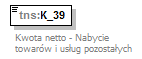 tns:K_39
Kwota netto - Nabycie
towarów i usług pozostałych